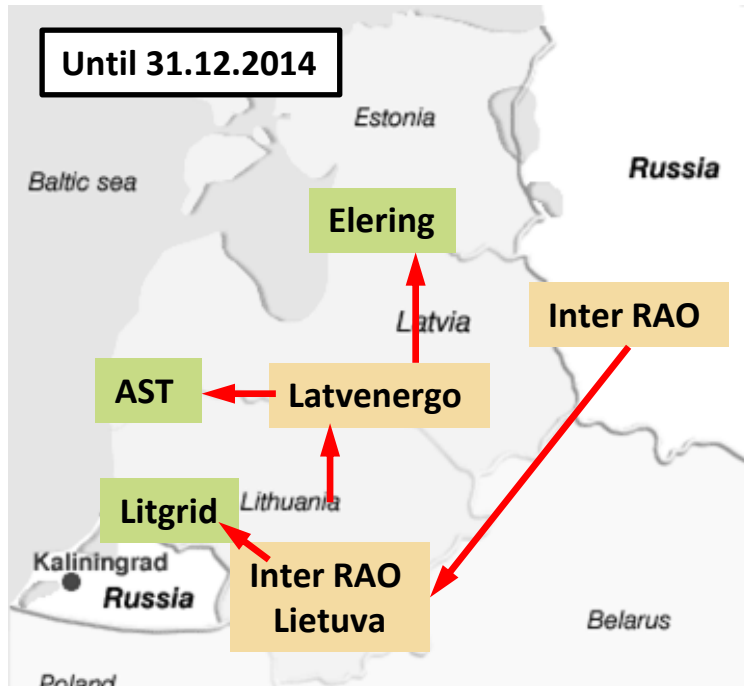 Until 31.12.2014
Estonia
Baltic sea
Russia
Elering
Latvia
Inter RAO
AST
Latvenergo
Litgrid
Lithuania
Kaliningrad
Russia
Inter RAO
Lietuva
Belarus
Poland